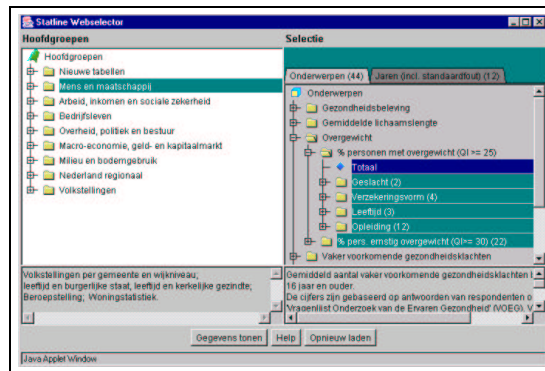 Statline Webselector
Hoofdgroepen
Hoofdgroepen
Nieuwe tabellen
Mens en maatschappij
Arbeid, inkomen en sociale zekerheid
Bedrijfsleven
Overheid, politiek en bestuur
Macro-economie, geld- en kapitaalmarkt
Milieu en bodemgebruik
Nederland regionaal
Volkstellingen
Volkstellingen per gemeente en wijkniveau;
leeftijd en burgerlijke staat, leeftijd en kerkelijke gezindte;
Beroepstelling; Woningstatistiek.
Selectie
Onderwerpen (44)
Jaren (incl. standaardfout) (12)
Onderwerpen
Gezondheidsbeleving
Gemiddelde lichaamslengte
Overgewicht
% personen met overgewicht (QI >= 25)
Totaal
Geslacht (2)
Verzekeringsvorm (4)
Leeftijd (3)
Opleiding (12)
% pers. ernstig overgewicht (QI>= 30) (22)
Vaker voorkomende gezondheidsklachten
Gemiddeld aantal vaker voorkomende gezondheidsklachten
16 jaar en ouder.
De cijfers zijn gebaseerd op antwoorden van respondenten o
'Vragenlijst Onderzoek van de Ervaren Gezondheid' (VOEG). V
Gegevens tonen
Help
Opnieuw laden
Java Applet Window